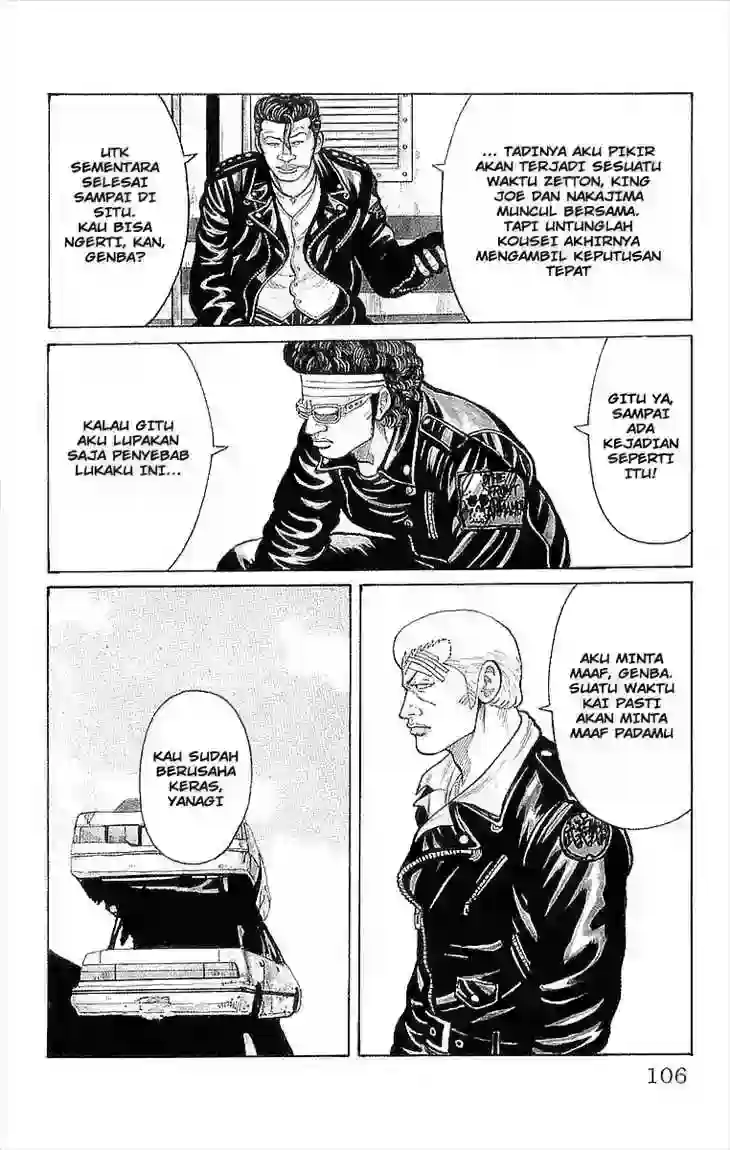 ... TADINYA AKU PIKIR
AKAN TERJADI SESUATU
WAKTU ZETTON, KING
JOE DAN NAKAJIMA
MUNCUL BERSAMA.
TAPI UNTUNGLAH
KOUSEI AKHIRNYA
MENGAMBIL KEPUTUSAN
TEPAT
UTK
SEMENTARA
SELESAI
SAMPAI DI
SITU.
KAU BISA
NGERTI, KAN,
GENBA?
GITU YA,
SAMPAI
ADA
KEJADIAN
SEPERTI
ITU!
KALAU GITU
AKU LUPAKAN
SAJA PENYEBAB
LUKAKU INI...
THE
FRONT
OF
AKU MINTA
MAAF, GENBA.
SUATU WAKTU
KAI PASTI
AKAN MINTA
MAAF PADAMU
KAU SUDAH
BERUSAHA
KERAS,
YANAGI
106